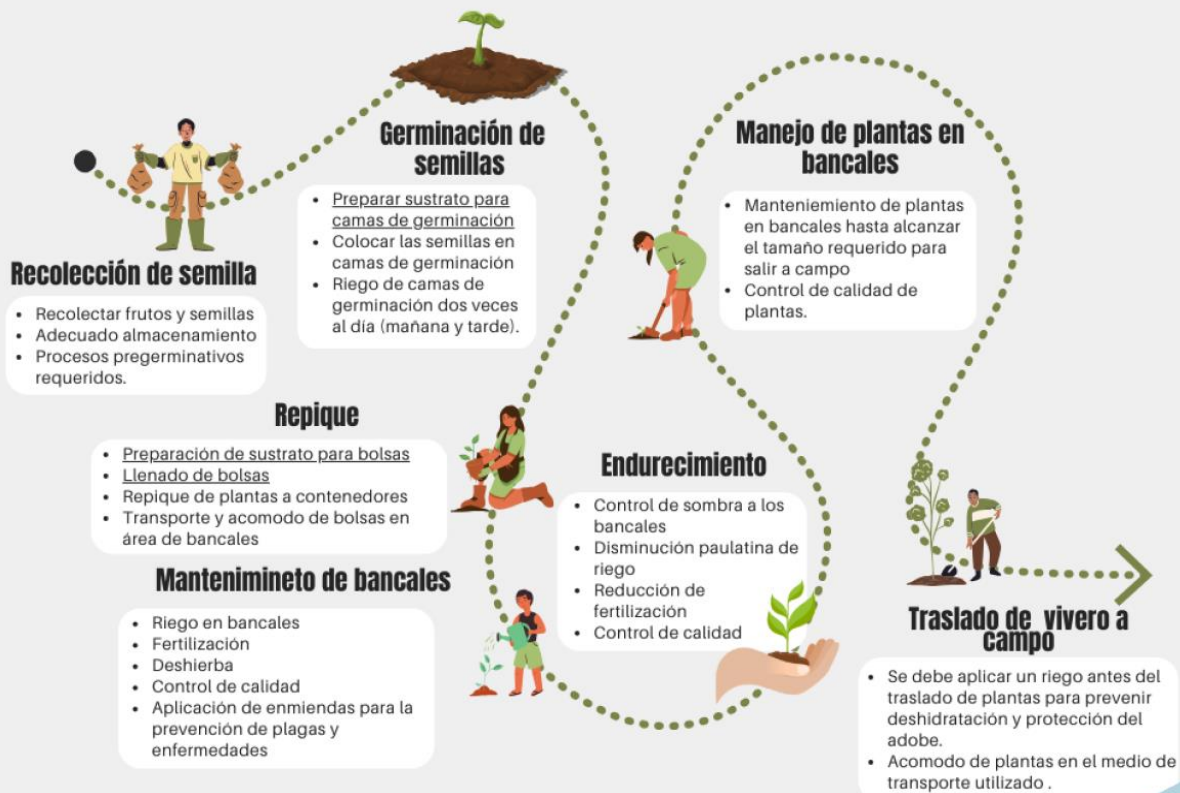 Recolección de semilla
• Recolectar frutos y semillas
• Adecuado almacenamiento
• Procesos pregerminativos
requeridos.
Germinación de
semillas
• Preparar sustrato para
camas de germinación
• Colocar las semillas en
camas de germinación
• Riego de camas de
germinación dos veces
al día (mañana y tarde).
Repique
• Preparación de sustrato para bolsas
• Llenado de bolsas
• Repique de plantas a contenedores
• Transporte y acomodo de bolsas en
área de bancales
Mantenimineto de bancales
• Riego en bancales
• Fertilización
• Deshierba
• Control de calidad
• Aplicación de enmiendas para la
prevención de plagas y
enfermedades
Endurecimiento
• Control de sombra a los
bancales
• Disminución paulatina de
riego
• Reducción de
fertilización
• Control de calidad
Manejo de plantas en
bancales
• Manteniemiento de plantas
en bancales hasta alcanzar
el tamaño requerido para
salir a campo
• Control de calidad de
plantas.
Traslado de vivero a
campo
• Se debe aplicar un riego antes del
traslado de plantas para prevenir
deshidratación y protección del
adobe.
• Acomodo de plantas en el medio de
transporte utilizado .